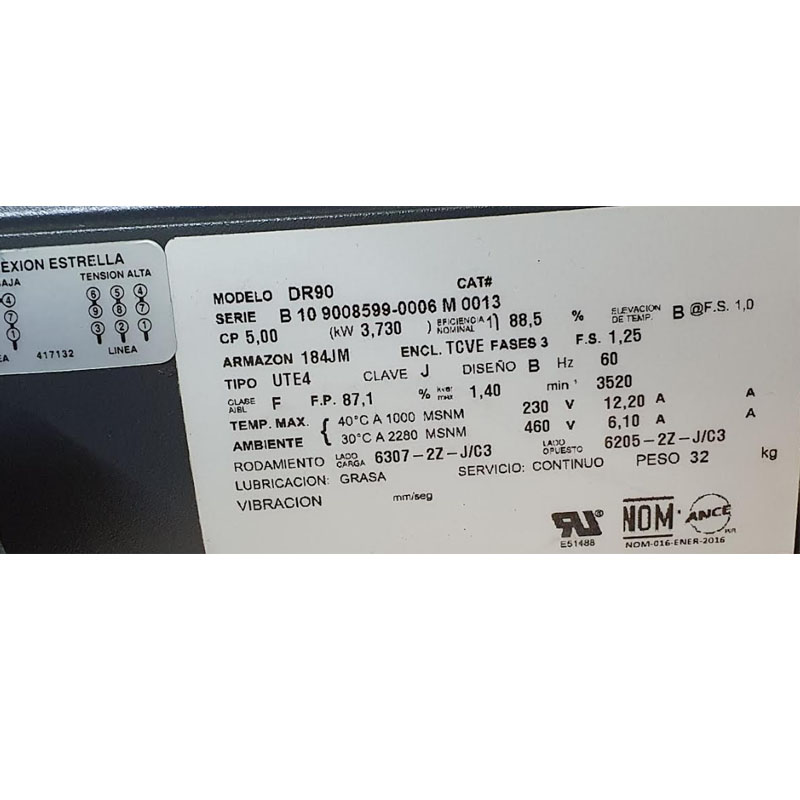 EXION ESTRELLA
AJA TENSION ALTA
4 6 5 4
7 9 8 7
1 3 2 1
EA LINEA
417132
MODELO DR90 CAT#
SERIE B 10 9008599-0006 M 0013
CP 5,00 (kW 3,730 ) EFICIENCIA NOMINAL 88,5 % ELEVACION DE TEMP. B @F.S. 1,0
ARMAZON 184JM ENCL. TCVE FASES 3 F.S. 1,25
TIPO UTE4 CLAVE J DISEÑO B Hz 60
CLASE AISL F F.P. 87,1 % kvar max 1,40 min⁻¹ 3520
TEMP. MAX. AMBIENTE { 40°C A 1000 MSNM 230 V 12,20 A A
30°C A 2280 MSNM 460 V 6,10 A A
RODAMIENTO LADO CARGA 6307-2Z-J/C3 LADO OPUESTO 6205-2Z-J/C3
LUBRICACION: GRASA SERVICIO: CONTINUO PESO 32 kg
VIBRACION mm/seg
E51488
NOM ANCE
NOM-016-ENER-2016